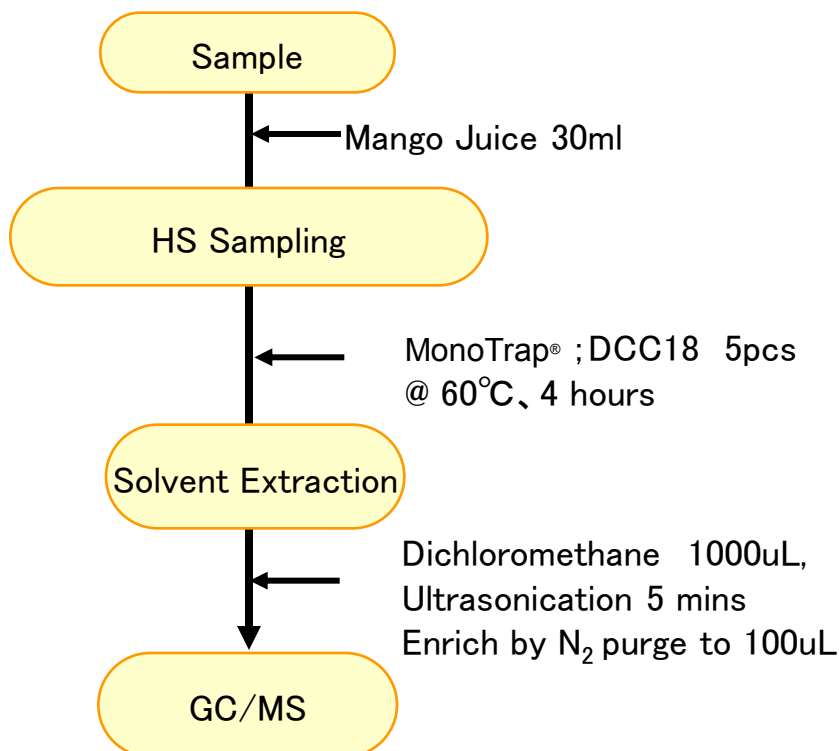 Sample
Mango Juice 30ml
HS Sampling
MonoTrap® ;DCC18 5pcs
@ 60℃、4 hours
Solvent Extraction
Dichloromethane 1000uL,
Ultrasonication 5 mins
Enrich by N₂ purge to 100uL
GC/MS